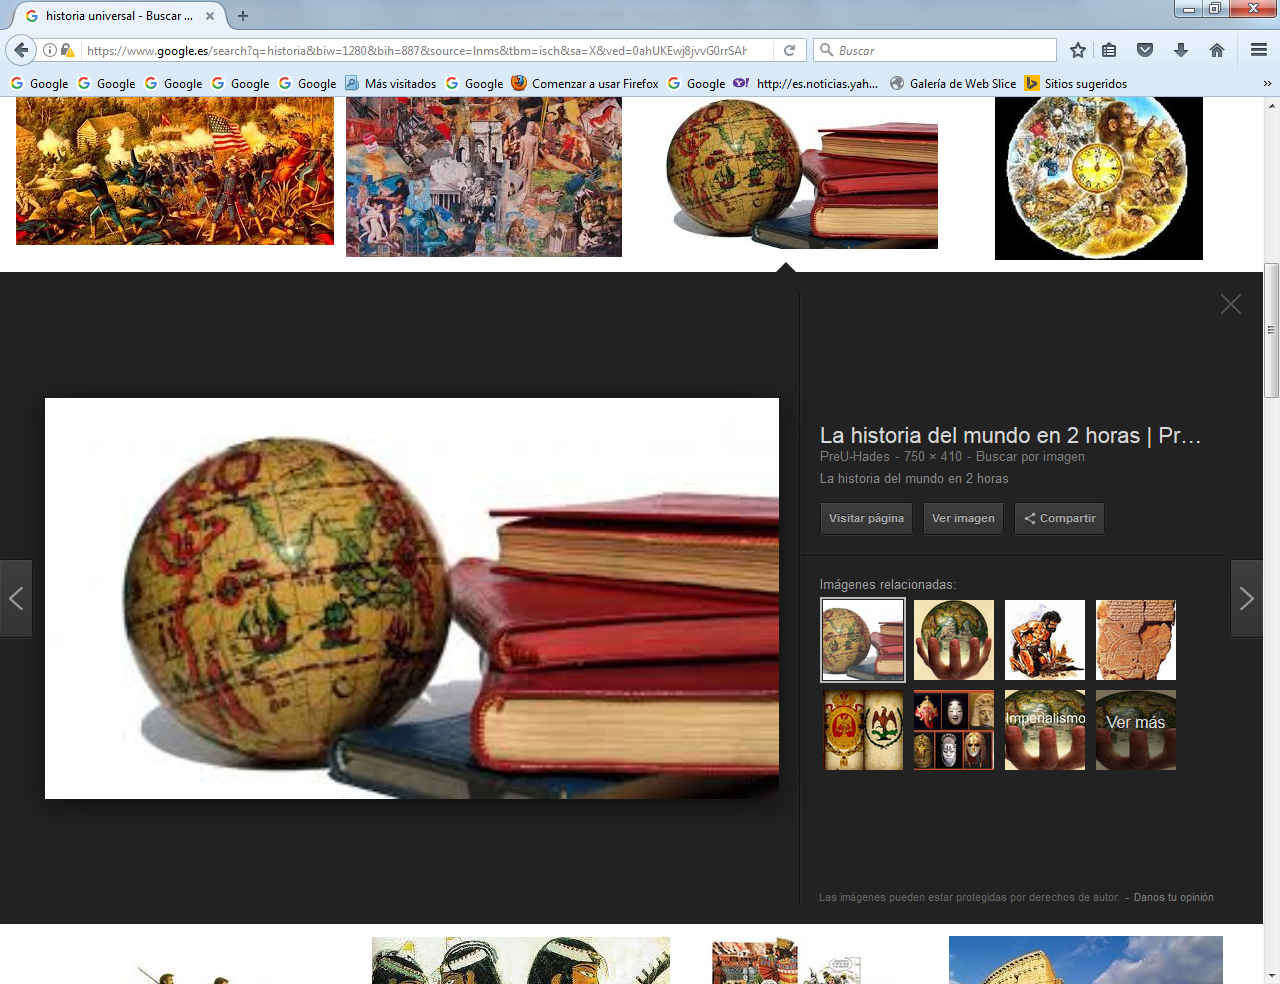 historia universal - Buscar ...
https://www.google.es/search?q=historia&biw=1280&bih=887&source=lnms&tbm=isch&sa=X&ved=0ahUKEwj8jvvG0rrSAh
Buscar
Google Google Google Google Google Más visitados Google Comenzar a usar Firefox Google http://es.noticias.yah... Galería de Web Slice Sitios sugeridos »
La historia del mundo en 2 horas | Pr...
PreU-Hades - 750 × 410 - Buscar por imagen
La historia del mundo en 2 horas
Visitar página Ver imagen Compartir
Imágenes relacionadas:
Imperialismo
Ver más
Las imágenes pueden estar protegidas por derechos de autor. - Danos tu opinión